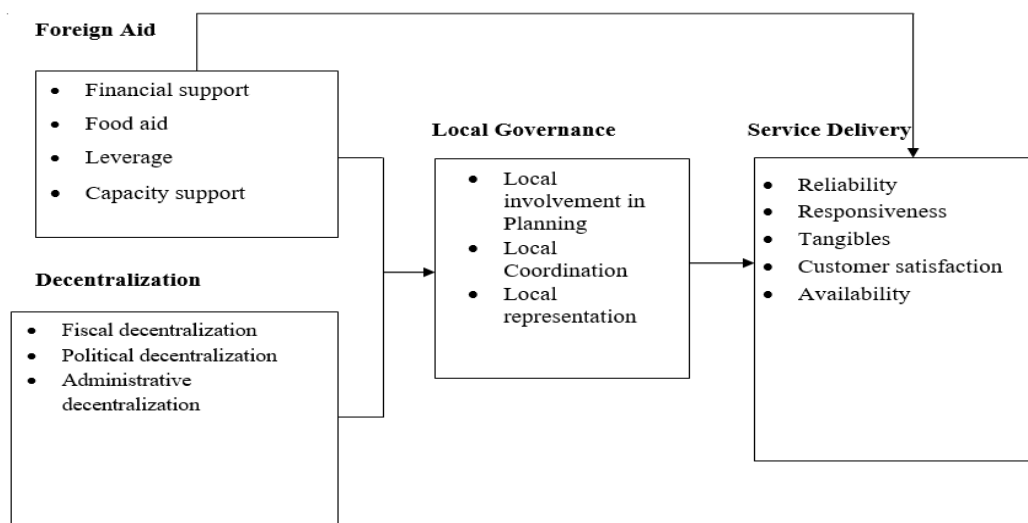 Foreign Aid
• Financial support
• Food aid
• Leverage
• Capacity support
Decentralization
• Fiscal decentralization
• Political decentralization
• Administrative
decentralization
Local Governance
• Local
involvement in
Planning
• Local
Coordination
• Local
representation
Service Delivery
• Reliability
• Responsiveness
• Tangibles
• Customer satisfaction
• Availability